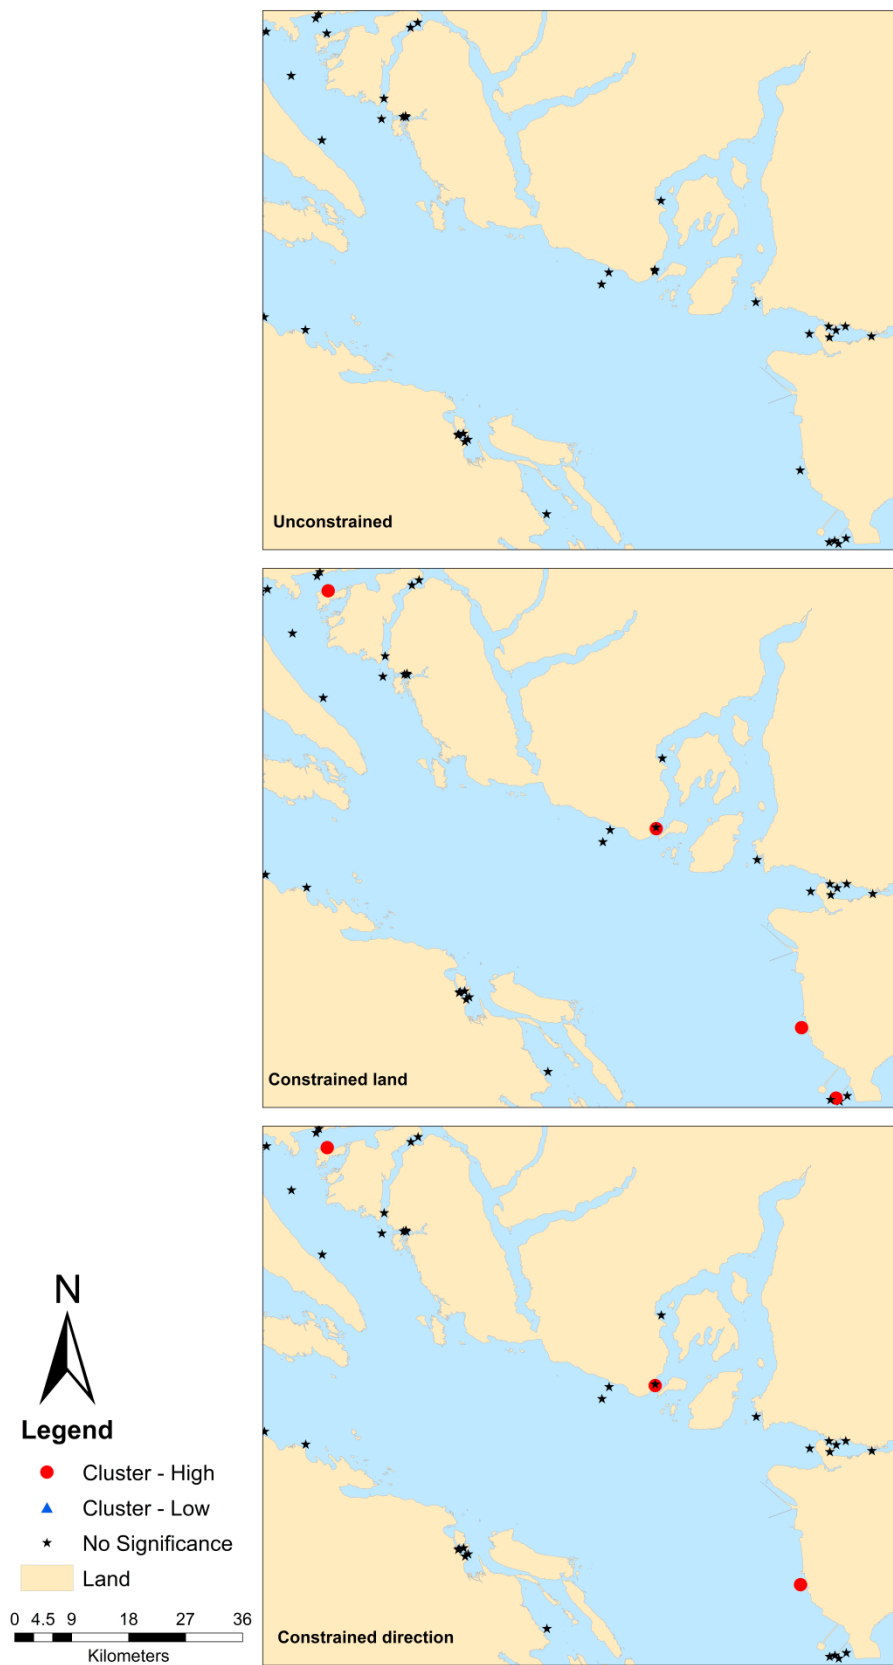 Unconstrained
Constrained land
Constrained direction
N
Legend
Cluster - High
Cluster - Low
No Significance
Land
0 4.5 9 18 27 36
Kilometers